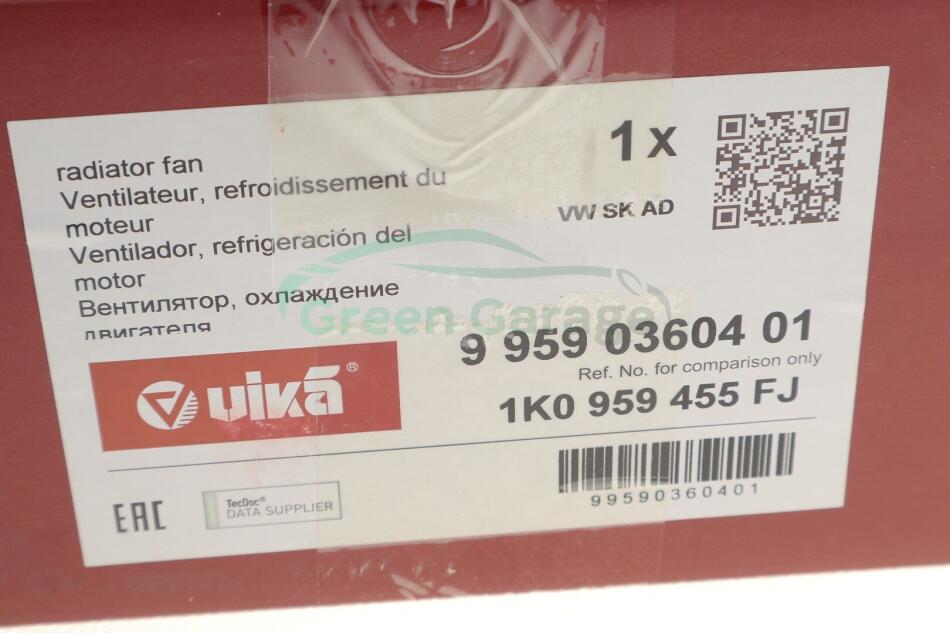 radiator fan
Ventilateur, refroidissement du
moteur
Ventilador, refrigeración del
motor
Вентилятор, охлаждение
двигателя
1 x
VW SK AD
Green Garage
9 959 03604 01
Ref. No. for comparison only
1K0 959 455 FJ
vikā®
99590360401
EAC
TecDoc®
DATA SUPPLIER